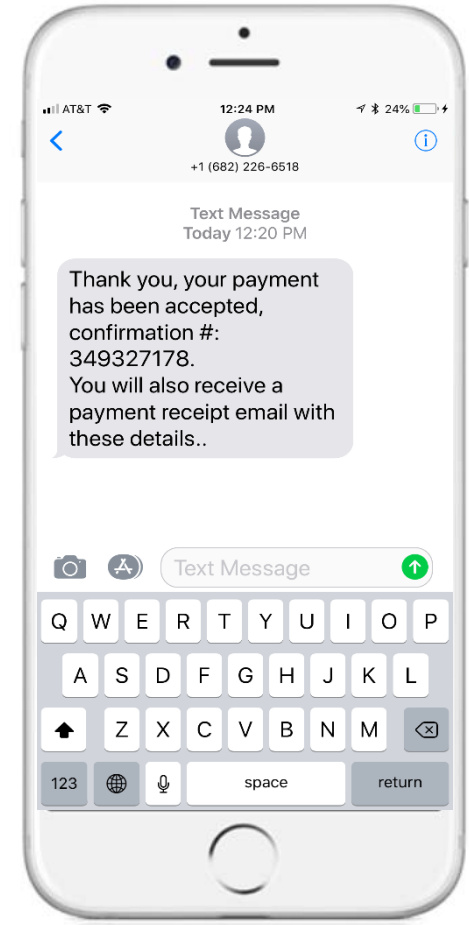 AT&T 12:24 PM 24%
+1 (682) 226-6518
Text Message
Today 12:20 PM
Thank you, your payment
has been accepted,
confirmation #:
349327178.
You will also receive a
payment receipt email with
these details..
Text Message
Q W E R T Y U I O P
A S D F G H J K L
Z X C V B N M
123 space return